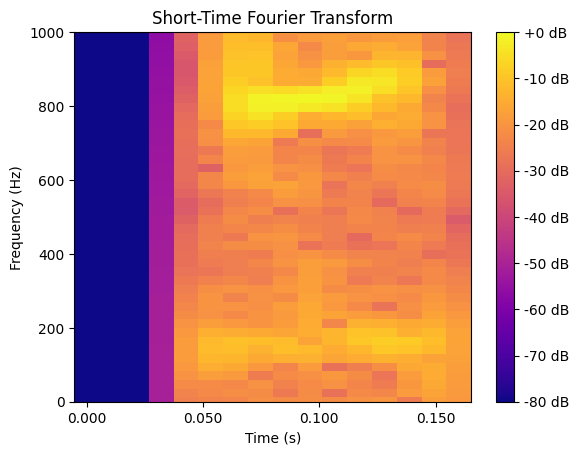 Short-Time Fourier Transform
1000
800
600
400
200
0
Frequency (Hz)
0.000
0.050
0.100
0.150
Time (s)
+0 dB
-10 dB
-20 dB
-30 dB
-40 dB
-50 dB
-60 dB
-70 dB
-80 dB